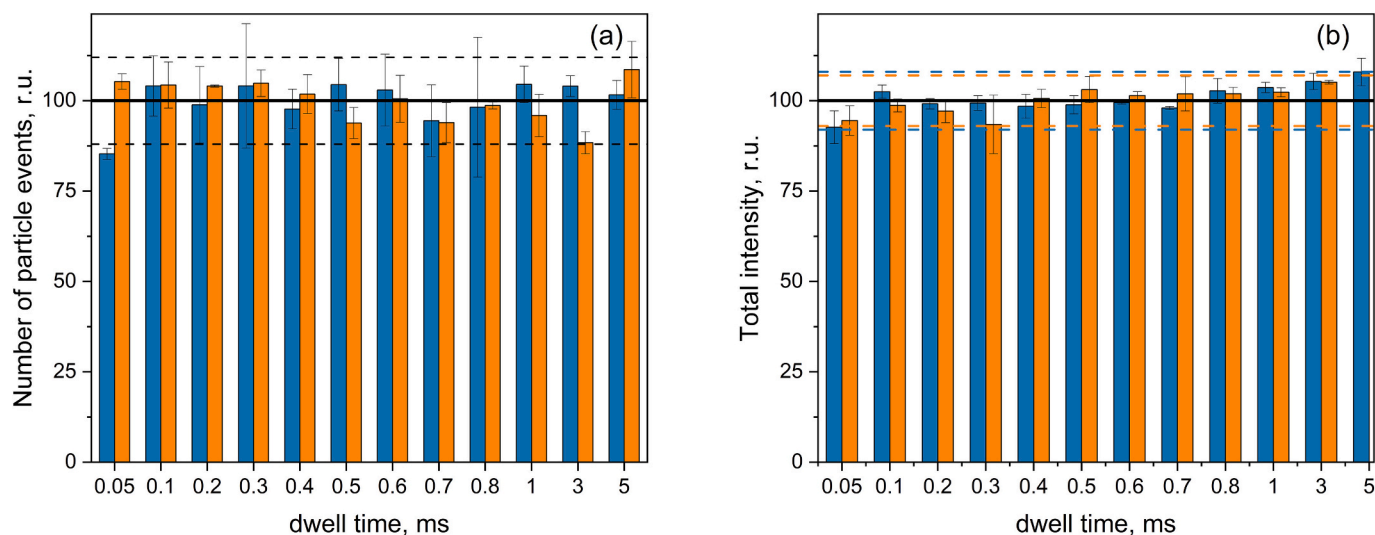 (a)
Number of particle events, r.u.
100
75
50
25
0
0.05 0.1 0.2 0.3 0.4 0.5 0.6 0.7 0.8 1 3 5
dwell time, ms
(b)
Total intensity, r.u.
100
75
50
25
0
0.05 0.1 0.2 0.3 0.4 0.5 0.6 0.7 0.8 1 3 5
dwell time, ms